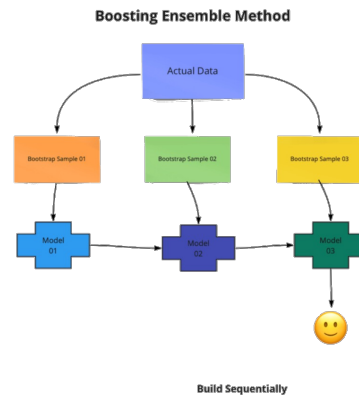 Boosting Ensemble Method
Actual Data
Bootstrap Sample 01
Bootstrap Sample 02
Bootstrap Sample 03
Model
01
Model
02
Model
03
Build Sequentially